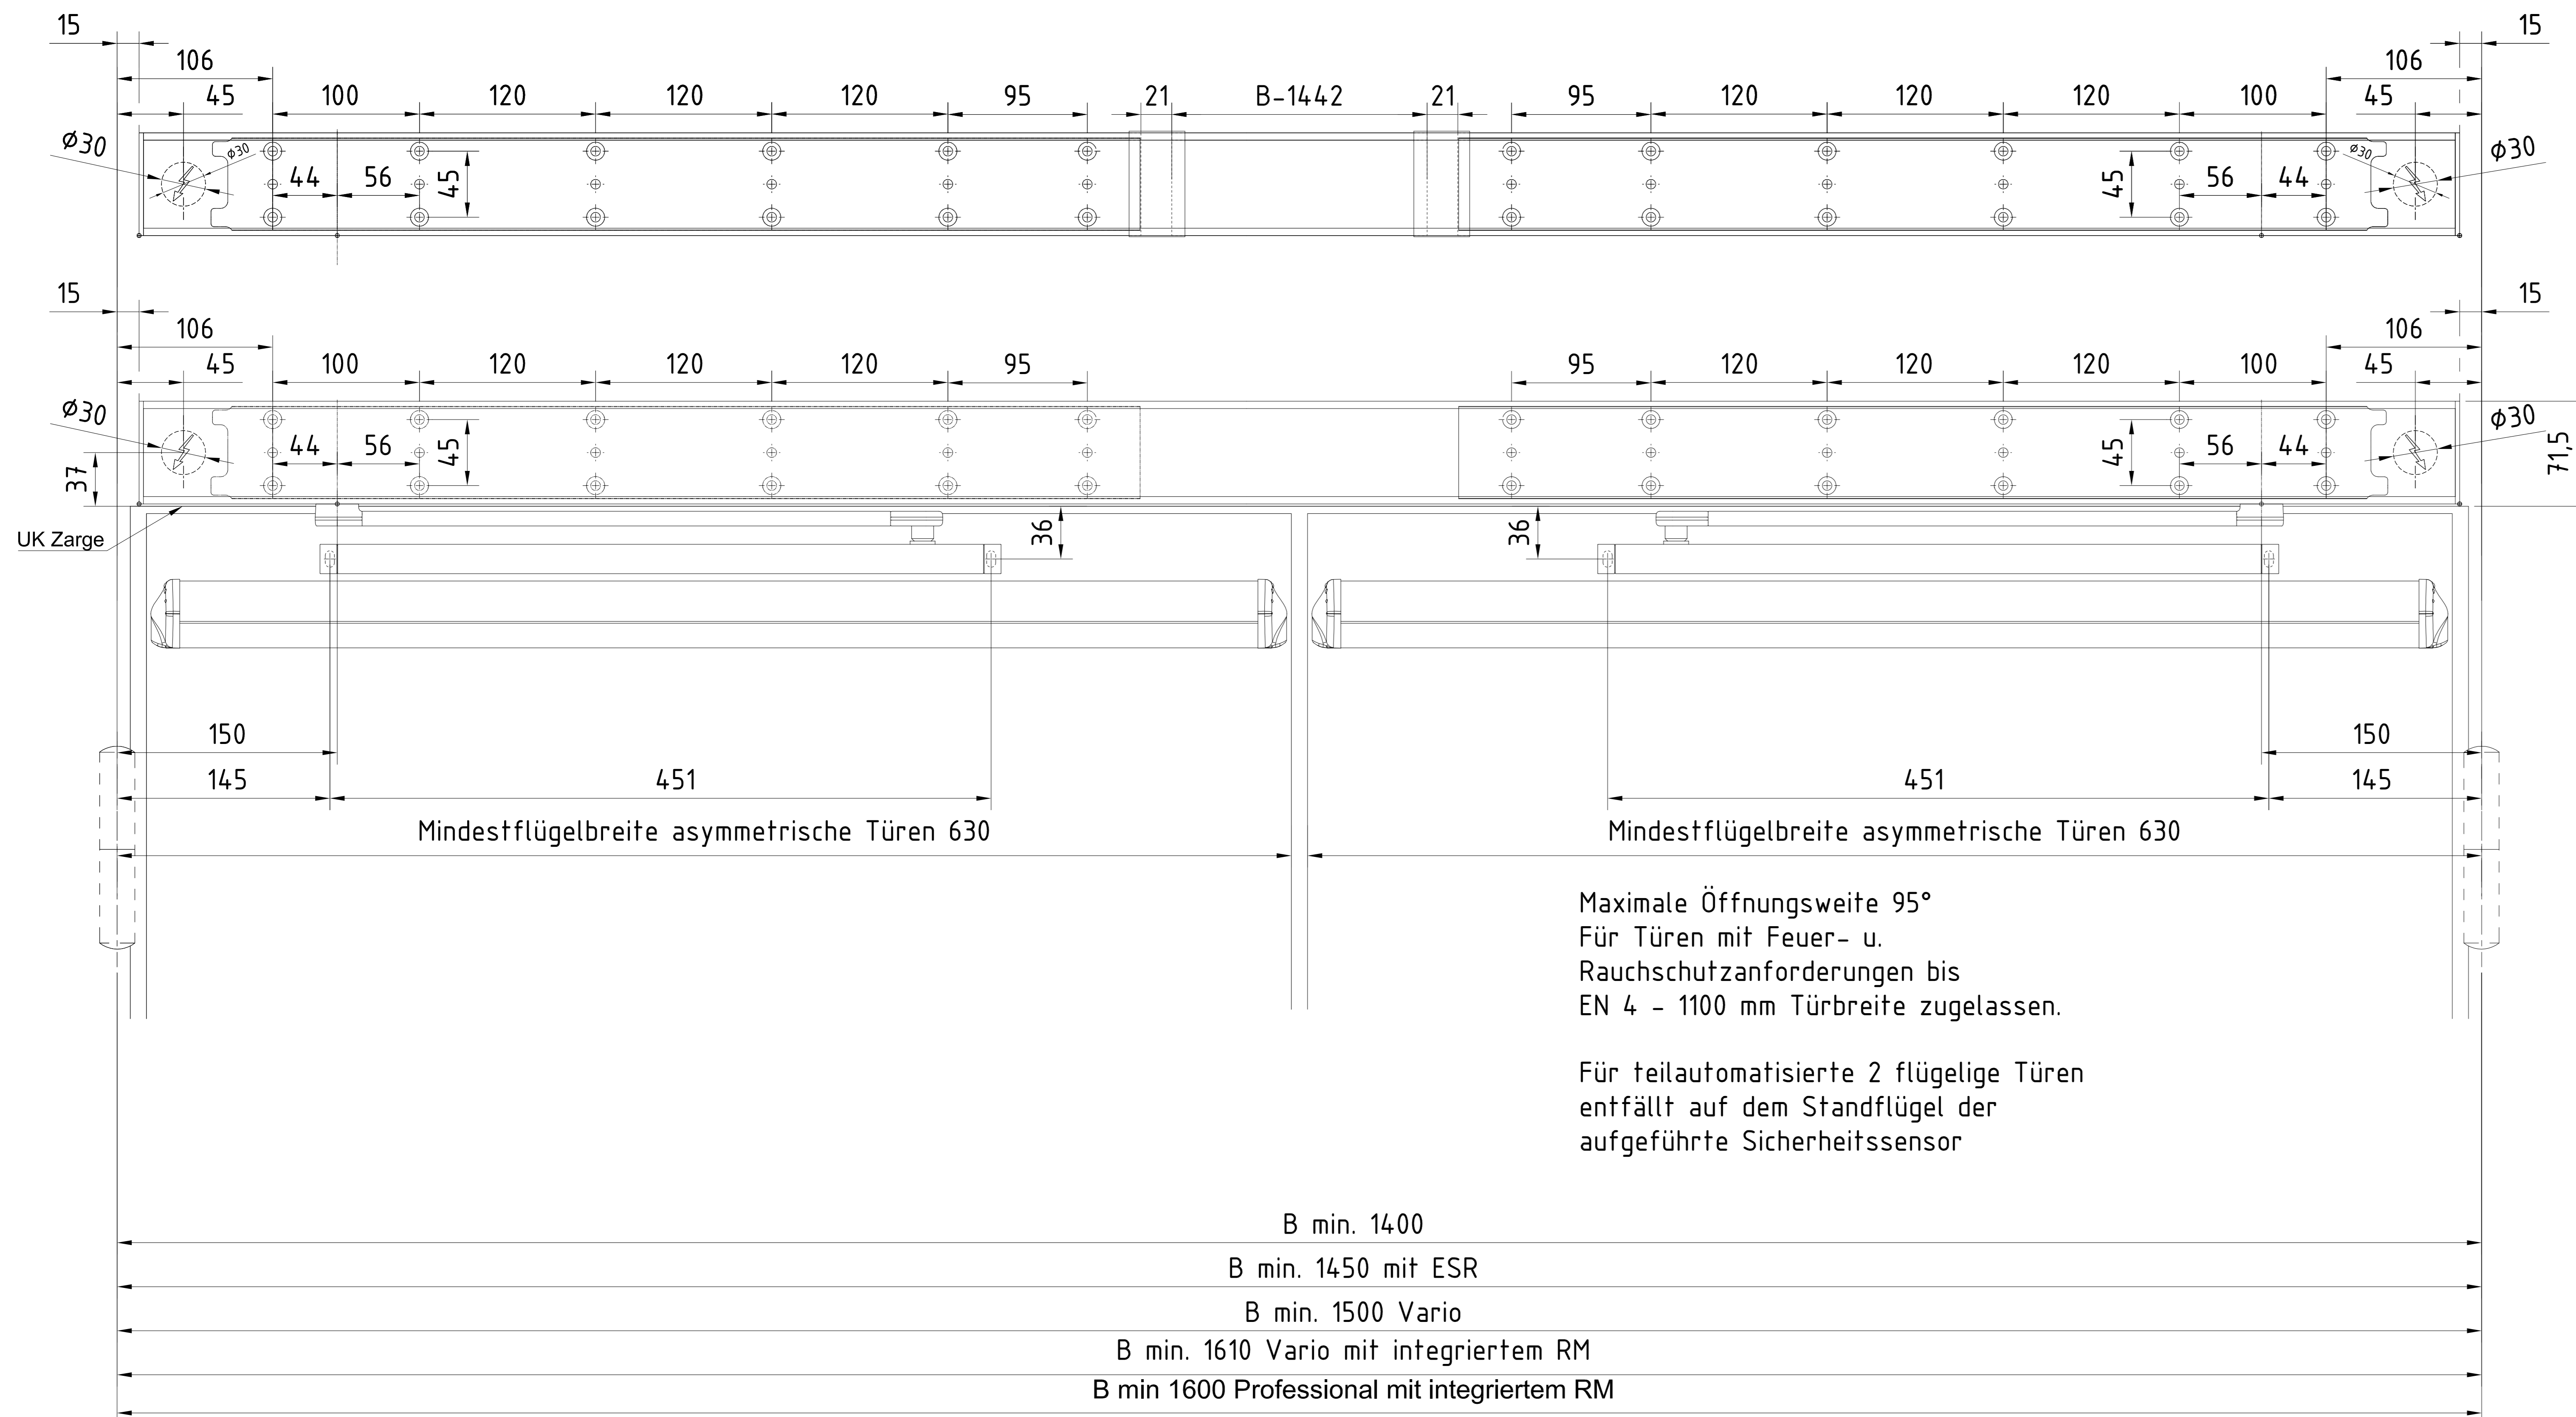 15
15
106
106
45
100
120
120
120
95
21
B-1442
21
95
120
120
120
100
45
Ø30
Ø30
44
56
45
45
56
44
Ø30
Ø30
15
15
106
106
45
100
120
120
120
95
95
120
120
120
100
45
Ø30
44
56
45
45
56
44
Ø30
37
71,5
UK Zarge
36
36
150
150
145
451
451
145
Mindestflügelbreite asymmetrische Türen 630
Mindestflügelbreite asymmetrische Türen 630
Maximale Öffnungsweite 95°
Für Türen mit Feuer- u.
Rauchschutzanforderungen bis
EN 4 - 1100 mm Türbreite zugelassen.
Für teilautomatisierte 2 flügelige Türen
entfällt auf dem Standflügel der
aufgeführte Sicherheitssensor
B min. 1400
B min. 1450 mit ESR
B min. 1500 Vario
B min. 1610 Vario mit integriertem RM
B min 1600 Professional mit integriertem RM